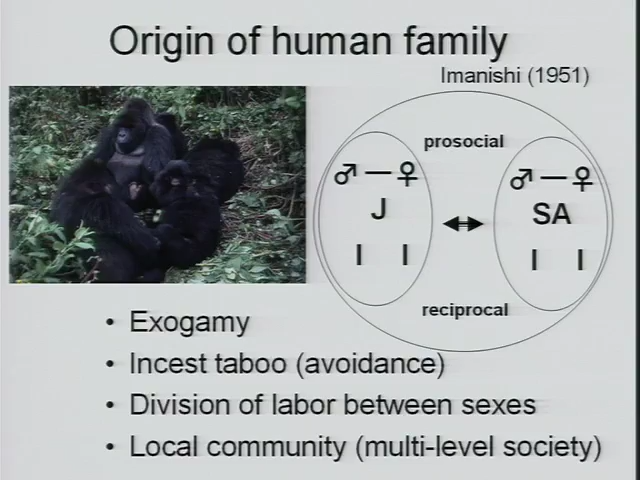 Origin of human family
Imanishi (1951)
prosocial
♂ — ♀
J
I I
♂ — ♀
SA
I I
reciprocal
• Exogamy
• Incest taboo (avoidance)
• Division of labor between sexes
• Local community (multi-level society)